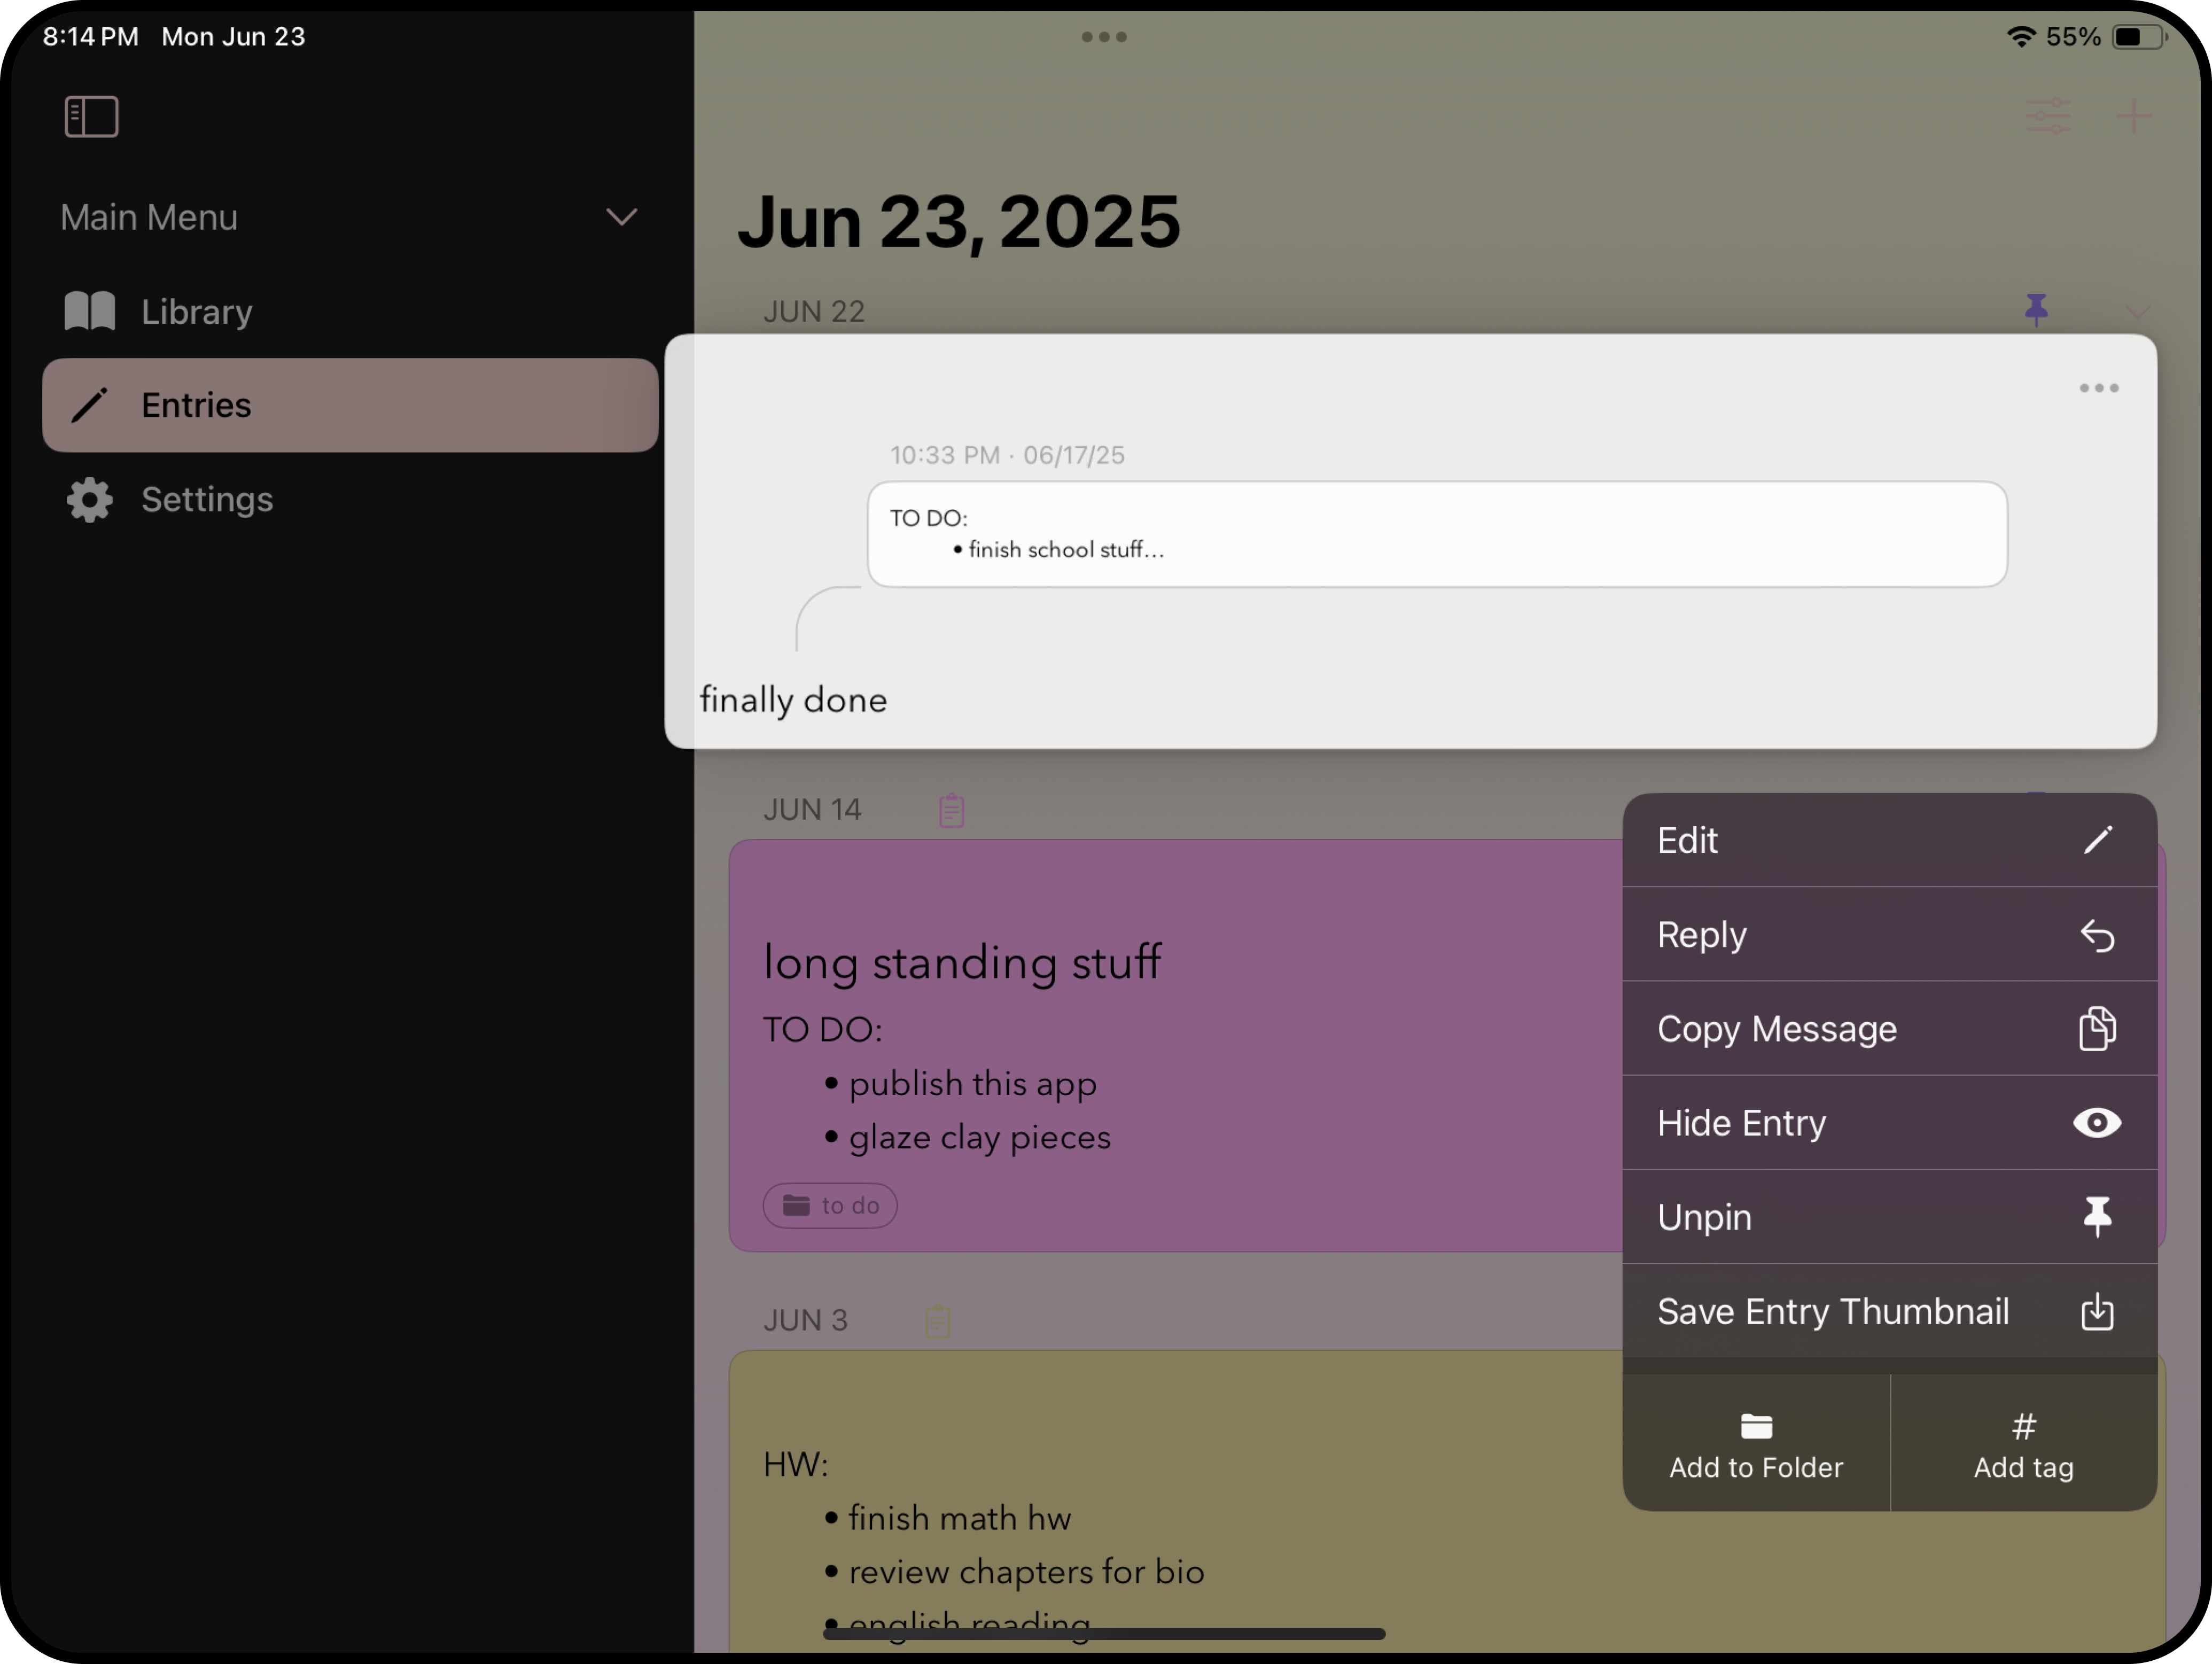 8:14 PM Mon Jun 23
55%
Main Menu
Library
Entries
Settings
Jun 23, 2025
JUN 22
10:33 PM · 06/17/25
TO DO:
• finish school stuff...
finally done
JUN 14
long standing stuff
TO DO:
• publish this app
• glaze clay pieces
to do
JUN 3
HW:
• finish math hw
• review chapters for bio
• english reading
Edit
Reply
Copy Message
Hide Entry
Unpin
Save Entry Thumbnail
Add to Folder
# Add tag